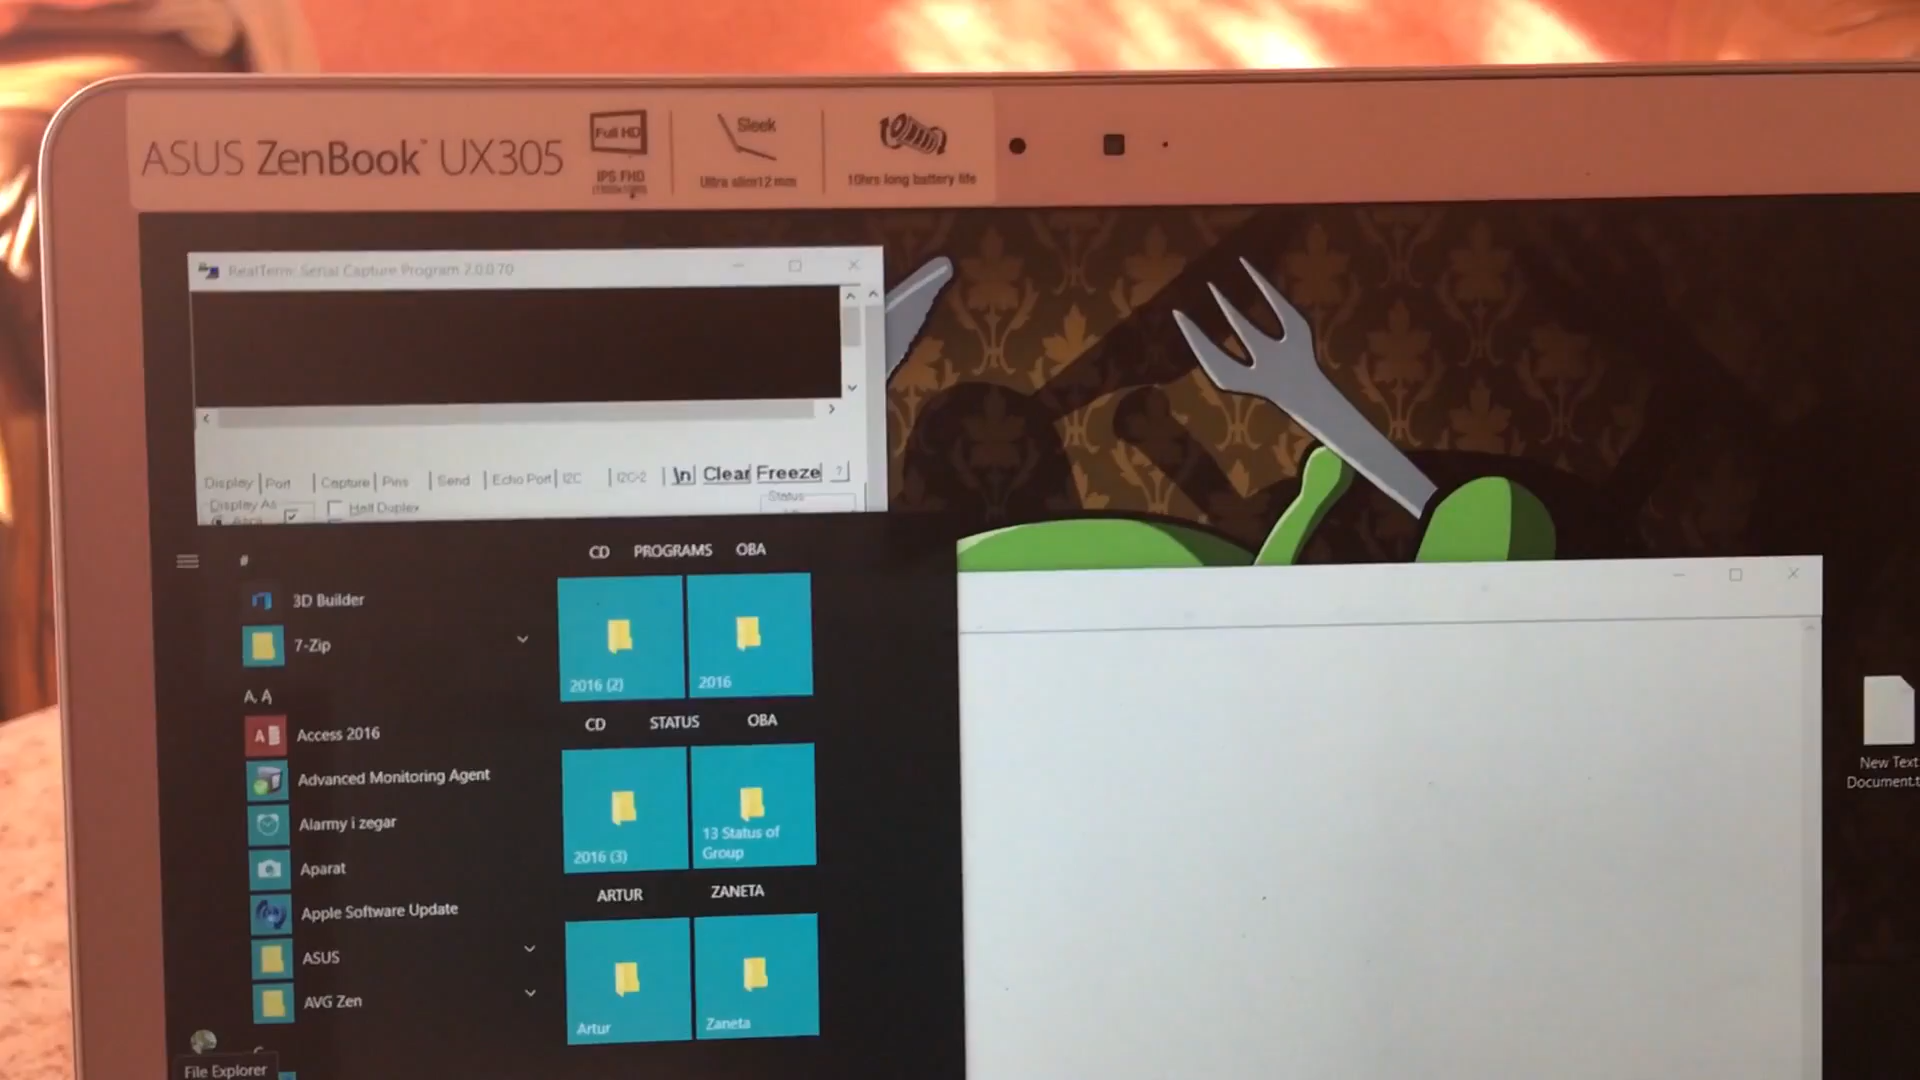 ASUS ZenBook™ UX305
Full HD
IPS FHD
Sleek
Ultra slim12 mm
10hrs long battery life
RealTerm: Serial Capture Program 2.0.0.70
Display Port Capture Pins Send Echo Port I2C I2C-2 \n Clear Freeze ?
Display As
Half Duplex
Status
#
3D Builder
7-Zip
A, Ą
Access 2016
Advanced Monitoring Agent
Alarmy i zegar
Aparat
Apple Software Update
ASUS
AVG Zen
File Explorer
CD PROGRAMS OBA
2016 (2)
2016
CD STATUS OBA
2016 (3)
13 Status of
Group
ARTUR ZANETA
Artur
Zaneta
New Text
Document.t